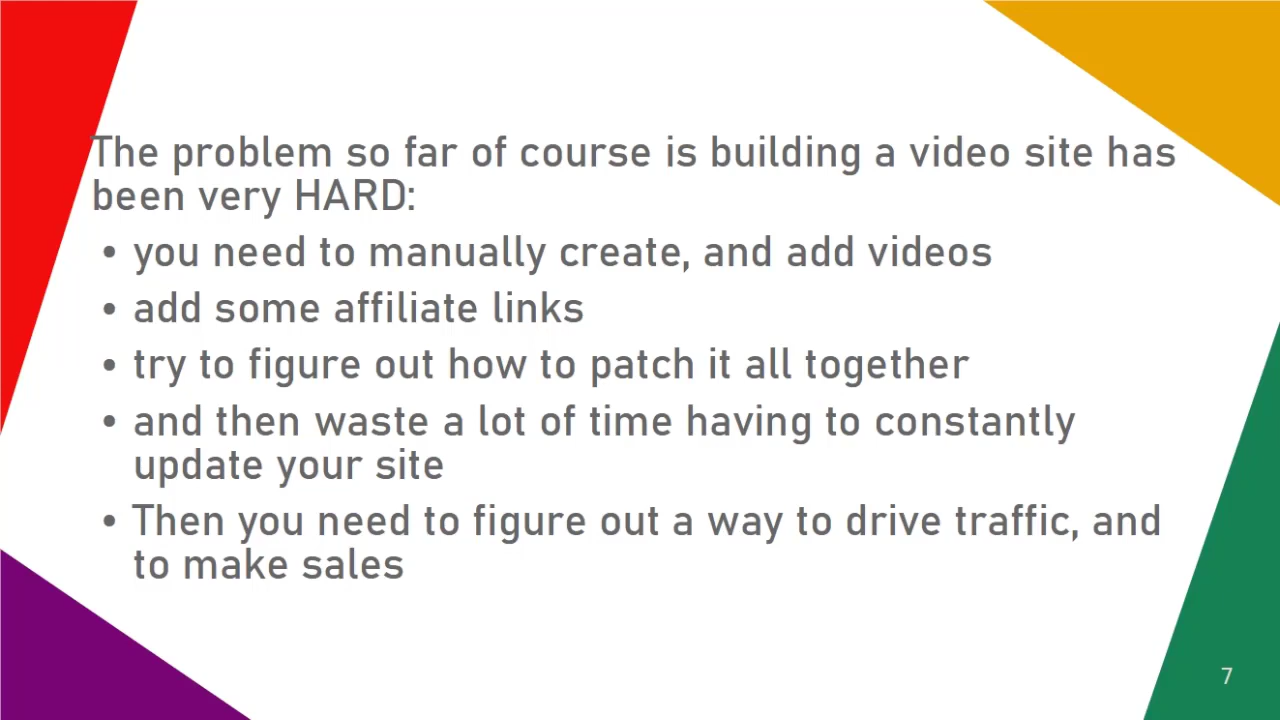 The problem so far of course is building a video site has
been very HARD:
• you need to manually create, and add videos
• add some affiliate links
• try to figure out how to patch it all together
• and then waste a lot of time having to constantly
update your site
• Then you need to figure out a way to drive traffic, and
to make sales
7